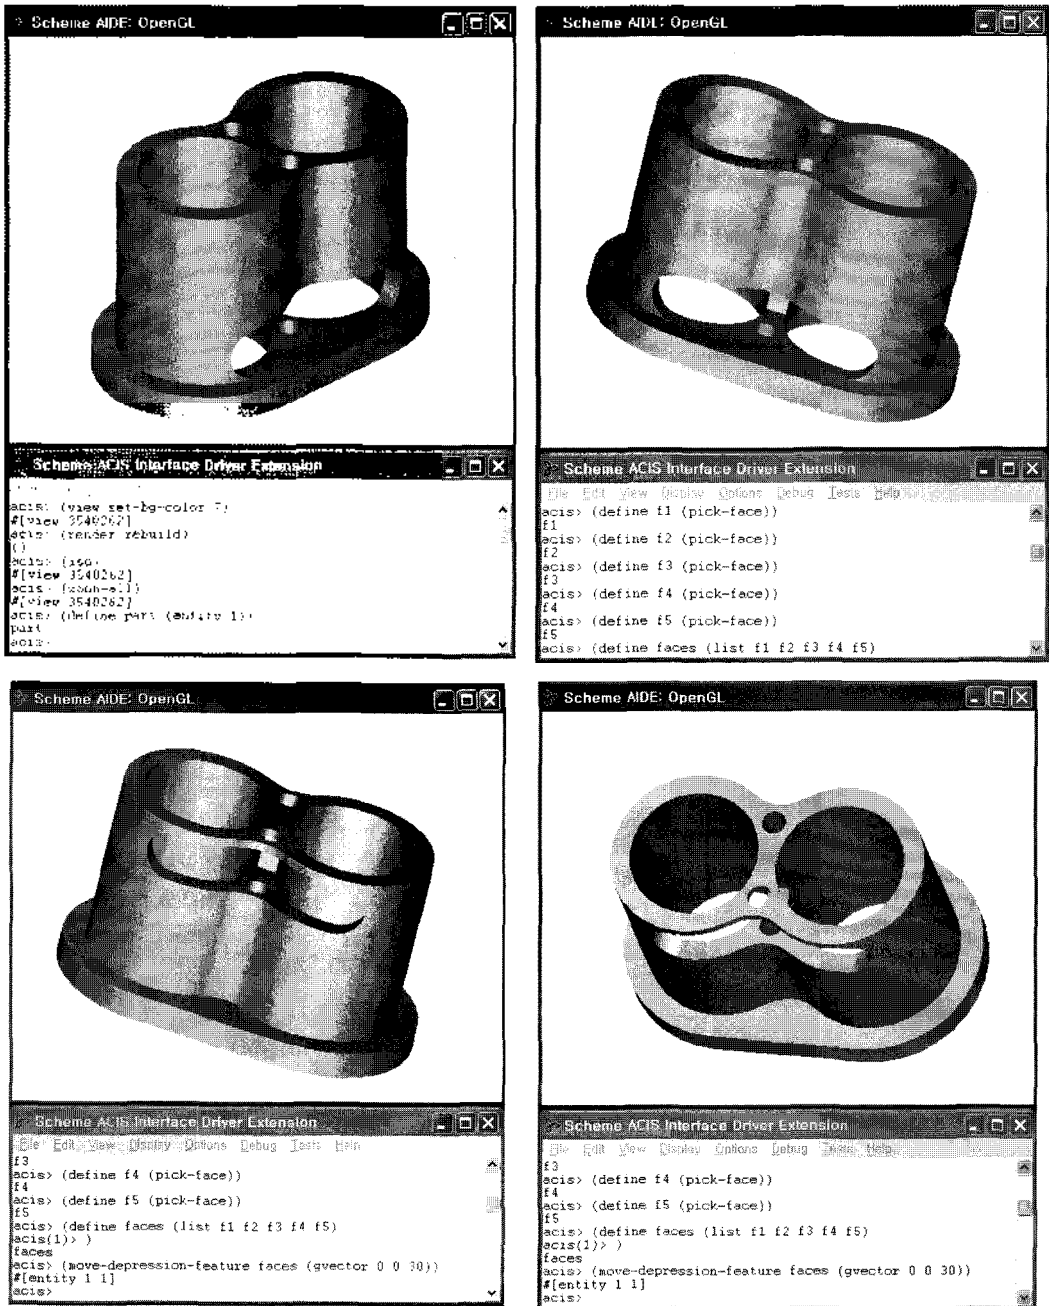 Scheme AIDE: OpenGL
Scheme ACIS Interface Driver Extension
acis> (view set-bg-color 7)
#[view 3540262]
acis> (render rebuild)
()
acis> (iso)
#[view 3540262]
acis> (zoom-all)
#[view 3540262]
acis> (define part (entity 1))
part
acis>
Scheme AIDE: OpenGL
Scheme ACIS Interface Driver Extension
File Edit View Display Options Debug Tests Help
acis> (define f1 (pick-face))
f1
acis> (define f2 (pick-face))
f2
acis> (define f3 (pick-face))
f3
acis> (define f4 (pick-face))
f4
acis> (define f5 (pick-face))
f5
acis> (define faces (list f1 f2 f3 f4 f5)
Scheme AIDE: OpenGL
Scheme ACIS Interface Driver Extension
File Edit View Display Options Debug Tests Help
f3
acis> (define f4 (pick-face))
f4
acis> (define f5 (pick-face))
f5
acis> (define faces (list f1 f2 f3 f4 f5)
acis(1)> )
faces
acis> (move-depression-feature faces (gvector 0 0 30))
#[entity 1 1]
acis>
Scheme AIDE: OpenGL
Scheme ACIS Interface Driver Extension
File Edit View Display Options Debug Tests Help
f3
acis> (define f4 (pick-face))
f4
acis> (define f5 (pick-face))
f5
acis> (define faces (list f1 f2 f3 f4 f5)
acis(1)> )
faces
acis> (move-depression-feature faces (gvector 0 0 30))
#[entity 1 1]
acis>